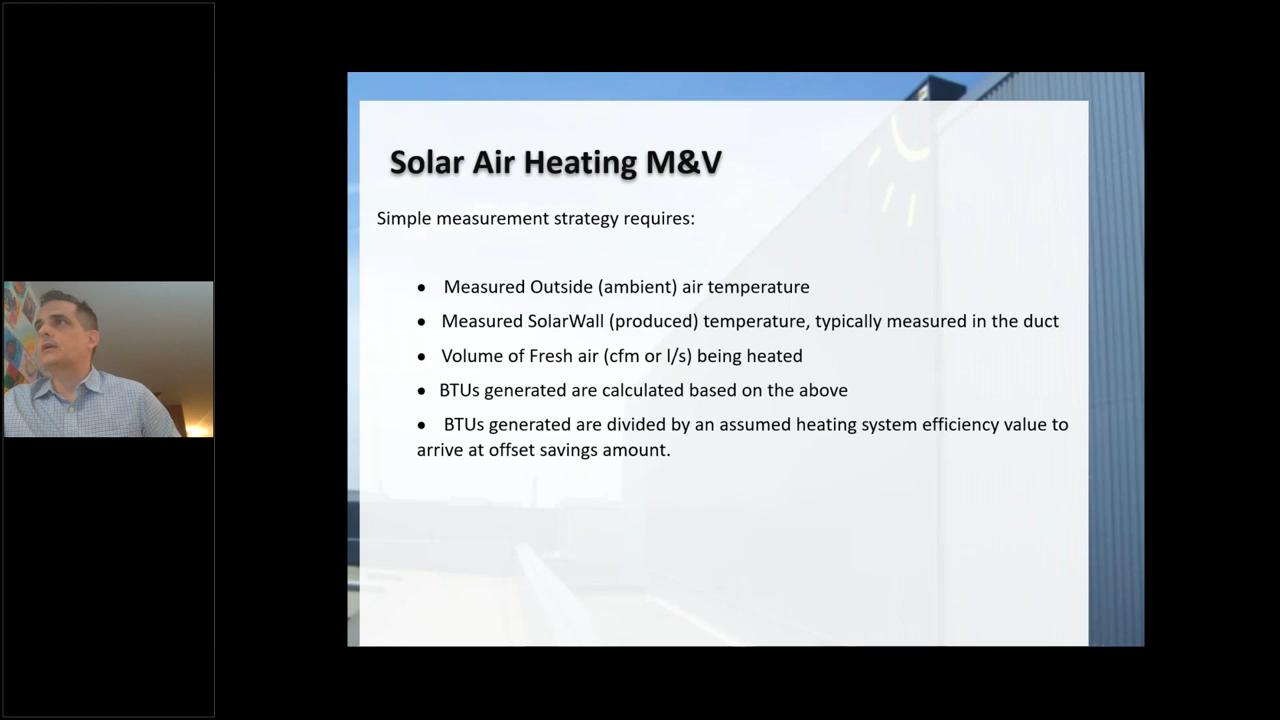 Solar Air Heating M&V
Simple measurement strategy requires:
• Measured Outside (ambient) air temperature
• Measured SolarWall (produced) temperature, typically measured in the duct
• Volume of Fresh air (cfm or l/s) being heated
• BTUs generated are calculated based on the above
• BTUs generated are divided by an assumed heating system efficiency value to
arrive at offset savings amount.